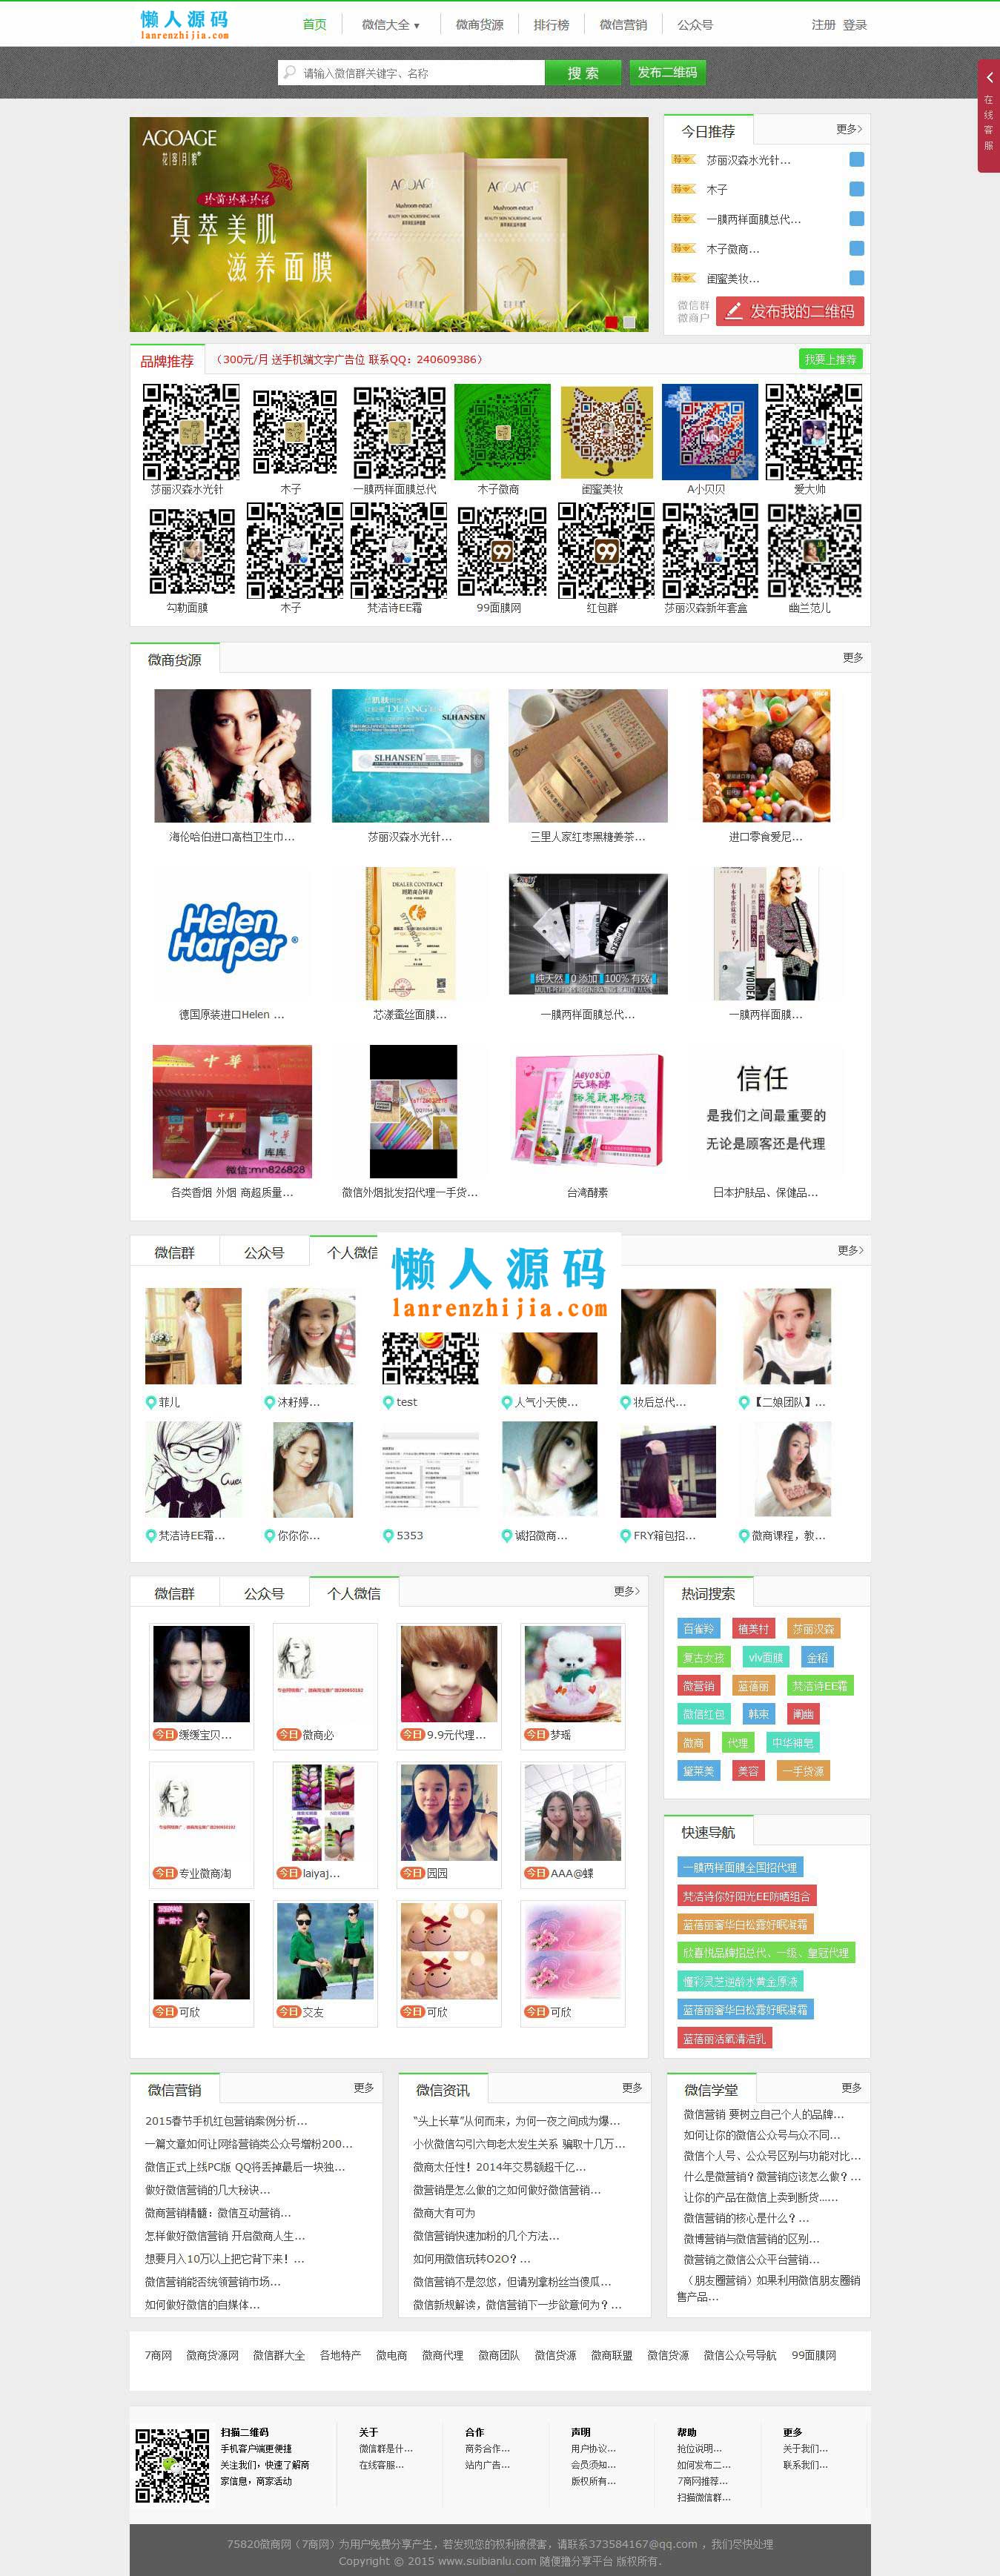 懒人源码
lanrenzhijia.com
首页 微信大全 ▼ 微商货源 排行榜 微信营销 公众号 注册 登录
请输入微信群关键字、名称 搜 索 发布二维码
在线客服
AGOAGE
花容月貌
真萃美肌
滋养面膜
AGOAGE
Mushroom extract
今日推荐 更多>
莎丽汉森水光针...
木子
一膜两样面膜总代...
木子微商...
闺蜜美妆...
微信群
微商户
发布我的二维码
品牌推荐 （300元/月 送手机端文字广告位 联系QQ：240609386） 我要上推荐
莎丽汉森水光针 木子 一膜两样面膜总代 木子微商 闺蜜美妆 A小贝贝 爱大帅
勾勒面膜 木子 梵洁诗EE霜 99面膜网 红包群 莎丽汉森新年套盒 幽兰范儿
微商货源 更多
SLHANSEN
SLHANSEN
海伦哈伯进口高档卫生巾... 莎丽汉森水光针... 三里人家红枣黑糖姜茶... 进口零食爱尼...
Helen Harper
DEALER CONTRACT
纯天然 0 添加 100% 有效
德国原装进口Helen ... 芯漾蚕丝面膜... 一膜两样面膜总代... 一膜两样面膜...
中华
微信:mn826828
信任
是我们之间最重要的
无论是顾客还是代理
各类香烟 外烟 商超质量... 微信外烟批发招代理一手货... 台湾酵素 日本护肤品、保健品...
微信群 公众号 个人微信 更多>
懒人源码
lanrenzhijia.com
菲儿 沐籽婷... test 人气小天使... 妆后总代... 【二娘团队】...
梵洁诗EE霜... 你你你... 5353 诚招微商... FRY箱包招... 微商课程，教...
微信群 公众号 个人微信 更多>
今日 缓缓宝贝... 今日 微商必 今日 9.9元代理... 今日 梦瑶
今日 专业微商淘 今日 laiyaj... 今日 园园 今日 AAA@蝶
今日 可欣 今日 交友 今日 可欣 今日 可欣
热词搜索
百雀羚 植美村 莎丽汉森
复古女孩 vlv面膜 金稻
微营销 蓝蓓丽 梵洁诗EE霜
微信红包 韩束 阑幽
微商 代理 中华神皂
黛莱美 美容 一手货源
快速导航
一膜两样面膜全国招代理
梵洁诗你好阳光EE防晒组合
蓝蓓丽奢华白松露好眠凝霜
欣喜悦品牌招总代、一级、皇冠代理
懂彩灵芝逆龄水黄金原液
蓝蓓丽奢华白松露好眠凝霜
蓝蓓丽活氧清洁乳
微信营销 更多
2015春节手机红包营销案例分析...
一篇文章如何让网络营销类公众号增粉200...
微信正式上线PC版 QQ将丢掉最后一块独...
做好微信营销的几大秘诀...
微商营销精髓：微信互动营销...
怎样做好微信营销 开启微商人生...
想要月入10万以上把它背下来！...
微信营销能否统领营销市场...
如何做好微信的自媒体...
微信资讯 更多
“头上长草”从何而来，为何一夜之间成为爆...
小伙微信勾引六旬老太发生关系 骗取十几万...
微商太任性！2014年交易额超千亿...
微营销是怎么做的之如何做好微信营销...
微商大有可为
微信营销快速加粉的几个方法...
如何用微信玩转O2O？...
微信营销不是忽悠，但请别拿粉丝当傻瓜...
微信新规解读，微信营销下一步欲意何为？...
微信学堂 更多
微信营销 要树立自己个人的品牌...
如何让你的微信公众号与众不同...
微信个人号、公众号区别与功能对比...
什么是微营销？微营销应该怎么做？...
让你的产品在微信上卖到断货......
微信营销的核心是什么？...
微博营销与微信营销的区别...
微营销之微信公众平台营销...
（朋友圈营销）如果利用微信朋友圈销
售产品...
7商网 微商货源网 微信群大全 各地特产 微电商 微商代理 微商团队 微信货源 微商联盟 微信货源 微信公众号导航 99面膜网
扫描二维码
手机客户端更便捷
关注我们，快速了解商
家信息，商家活动
关于
微信群是什...
在线客服...
合作
商务合作...
站内广告...
声明
用户协议...
会员须知...
版权所有...
帮助
抢位说明...
如何发布二...
7商网推荐...
扫描微信群...
更多
关于我们...
联系我们...
75820微商网（7商网）为用户免费分享产生，若发现您的权利被侵害，请联系373584167@qq.com ，我们尽快处理
Copyright © 2015 www.suibianlu.com 随便撸分享平台 版权所有.